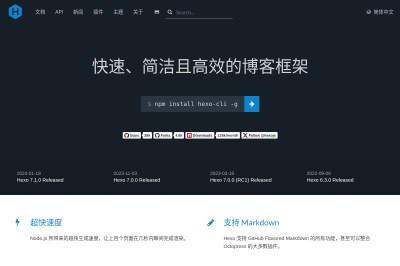 文档 API 新闻 插件 主题 关于 Search... 简体中文
快速、简洁且高效的博客框架
$ npm install hexo-cli -g
Stars 38k Forks 4.6k Downloads 125k/month Follow @hexojs
2024-01-19 2023-11-03 2023-03-16 2022-09-08
Hexo 7.1.0 Released Hexo 7.0.0 Released Hexo 7.0.0 (RC1) Released Hexo 6.3.0 Released
超快速度 支持 Markdown
Node.js 所带来的超快生成速度，让上百个页面在几秒内瞬间完成渲染。 Hexo 支持 GitHub Flavored Markdown 的所有功能，甚至可以整合
Octopress 的大多数插件。